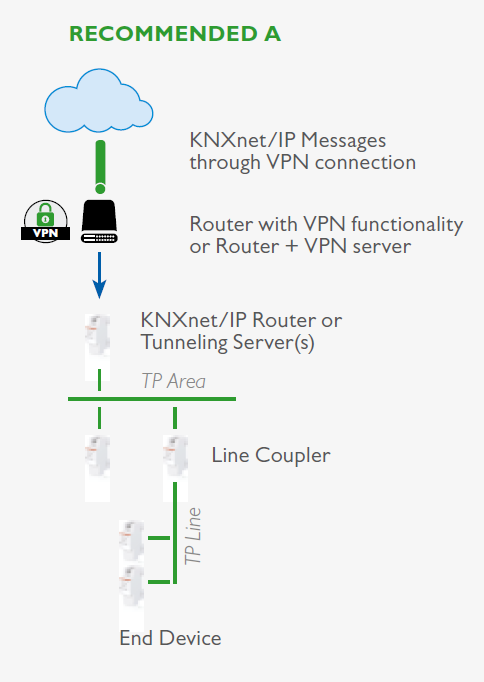 RECOMMENDED A
KNXnet/IP Messages
through VPN connection
VPN
Router with VPN functionality
or Router + VPN server
KNXnet/IP Router or
Tunneling Server(s)
TP Area
Line Coupler
TP Line
End Device